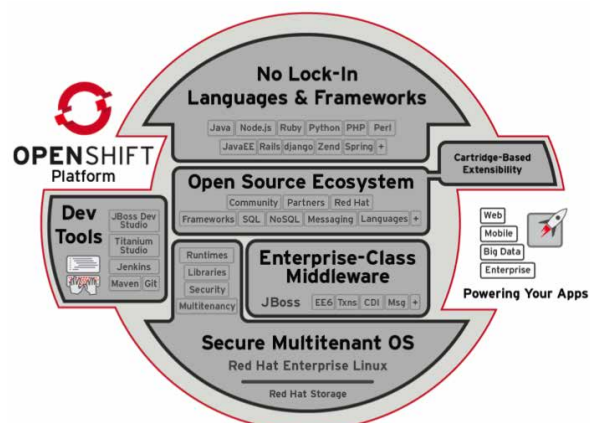 No Lock-In
Languages & Frameworks
Java Node.js Ruby Python PHP Perl
JavaEE Rails django Zend Spring +
OPENSHIFT
Platform
Cartridge-Based
Extensibility
Open Source Ecosystem
Community Partners Red Hat
Frameworks SQL NoSQL Messaging Languages +
Dev
Tools
JBoss Dev
Studio
Titanium
Studio
Jenkins
Maven Git
Runtimes
Libraries
Security
Multitenancy
Enterprise-Class
Middleware
JBoss EE6 Txns CDI Msg +
Web
Mobile
Big Data
Enterprise
Powering Your Apps
Secure Multitenant OS
Red Hat Enterprise Linux
Red Hat Storage